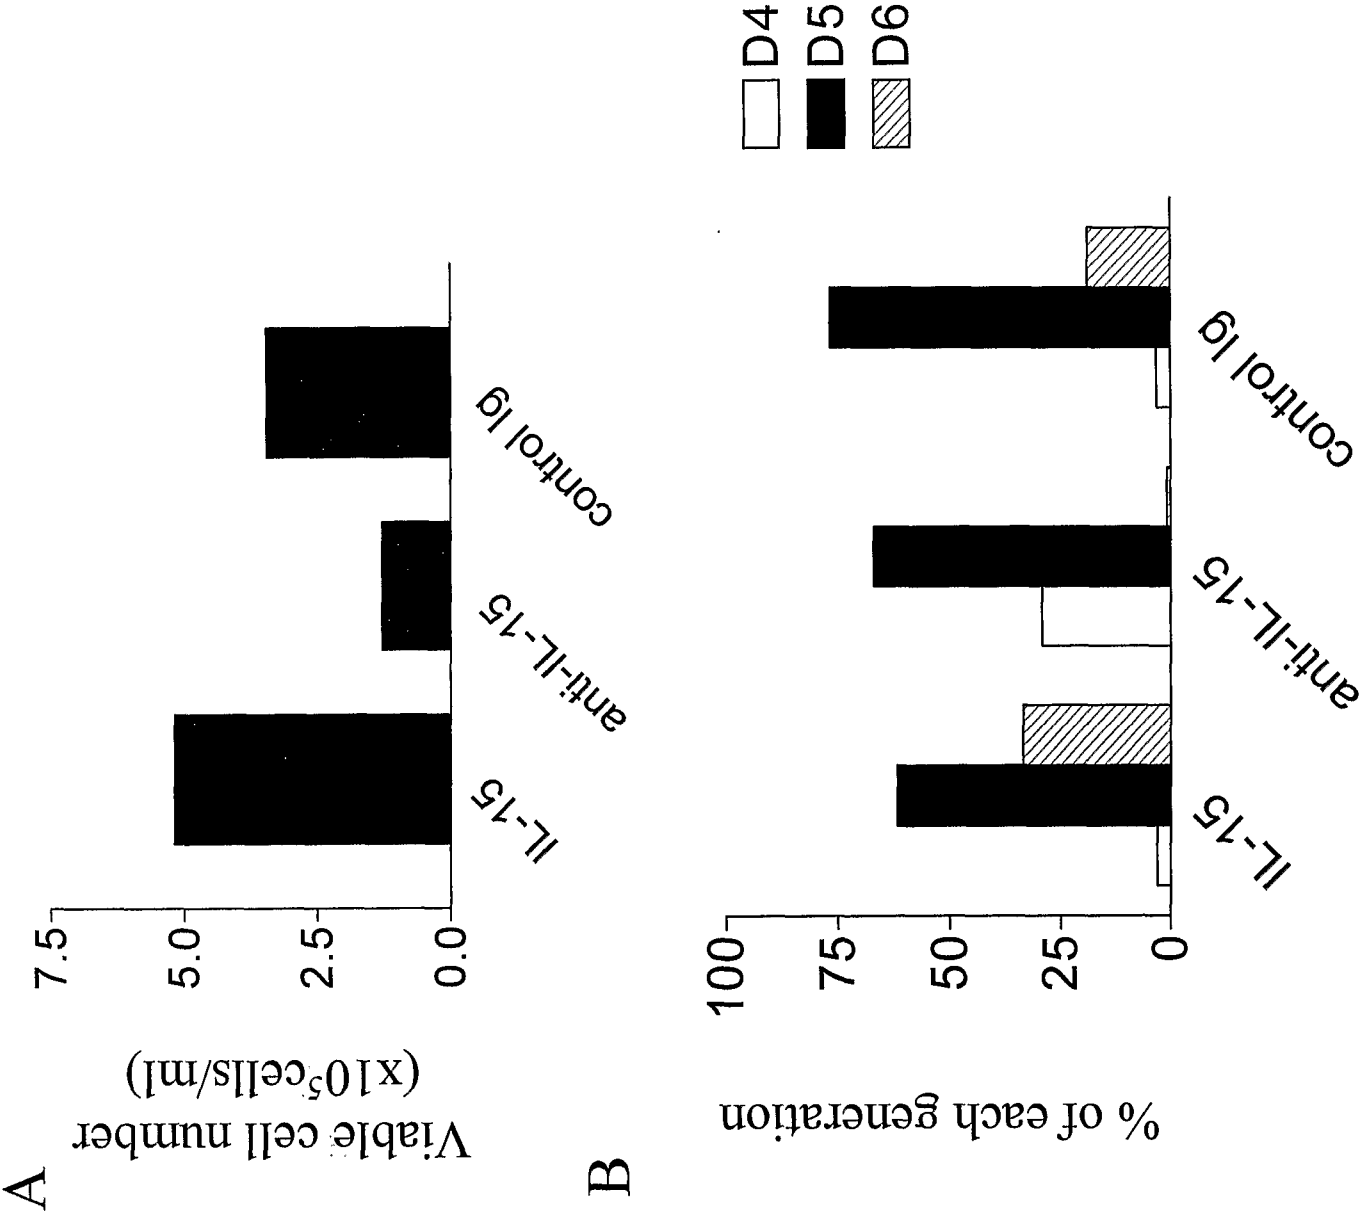 A
Viable cell number
(x10⁵cells/ml)
7.5
5.0
2.5
0.0
IL-15
anti-IL-15
control Ig
B
% of each generation
100
75
50
25
0
IL-15
anti-IL-15
control Ig
D4
D5
D6